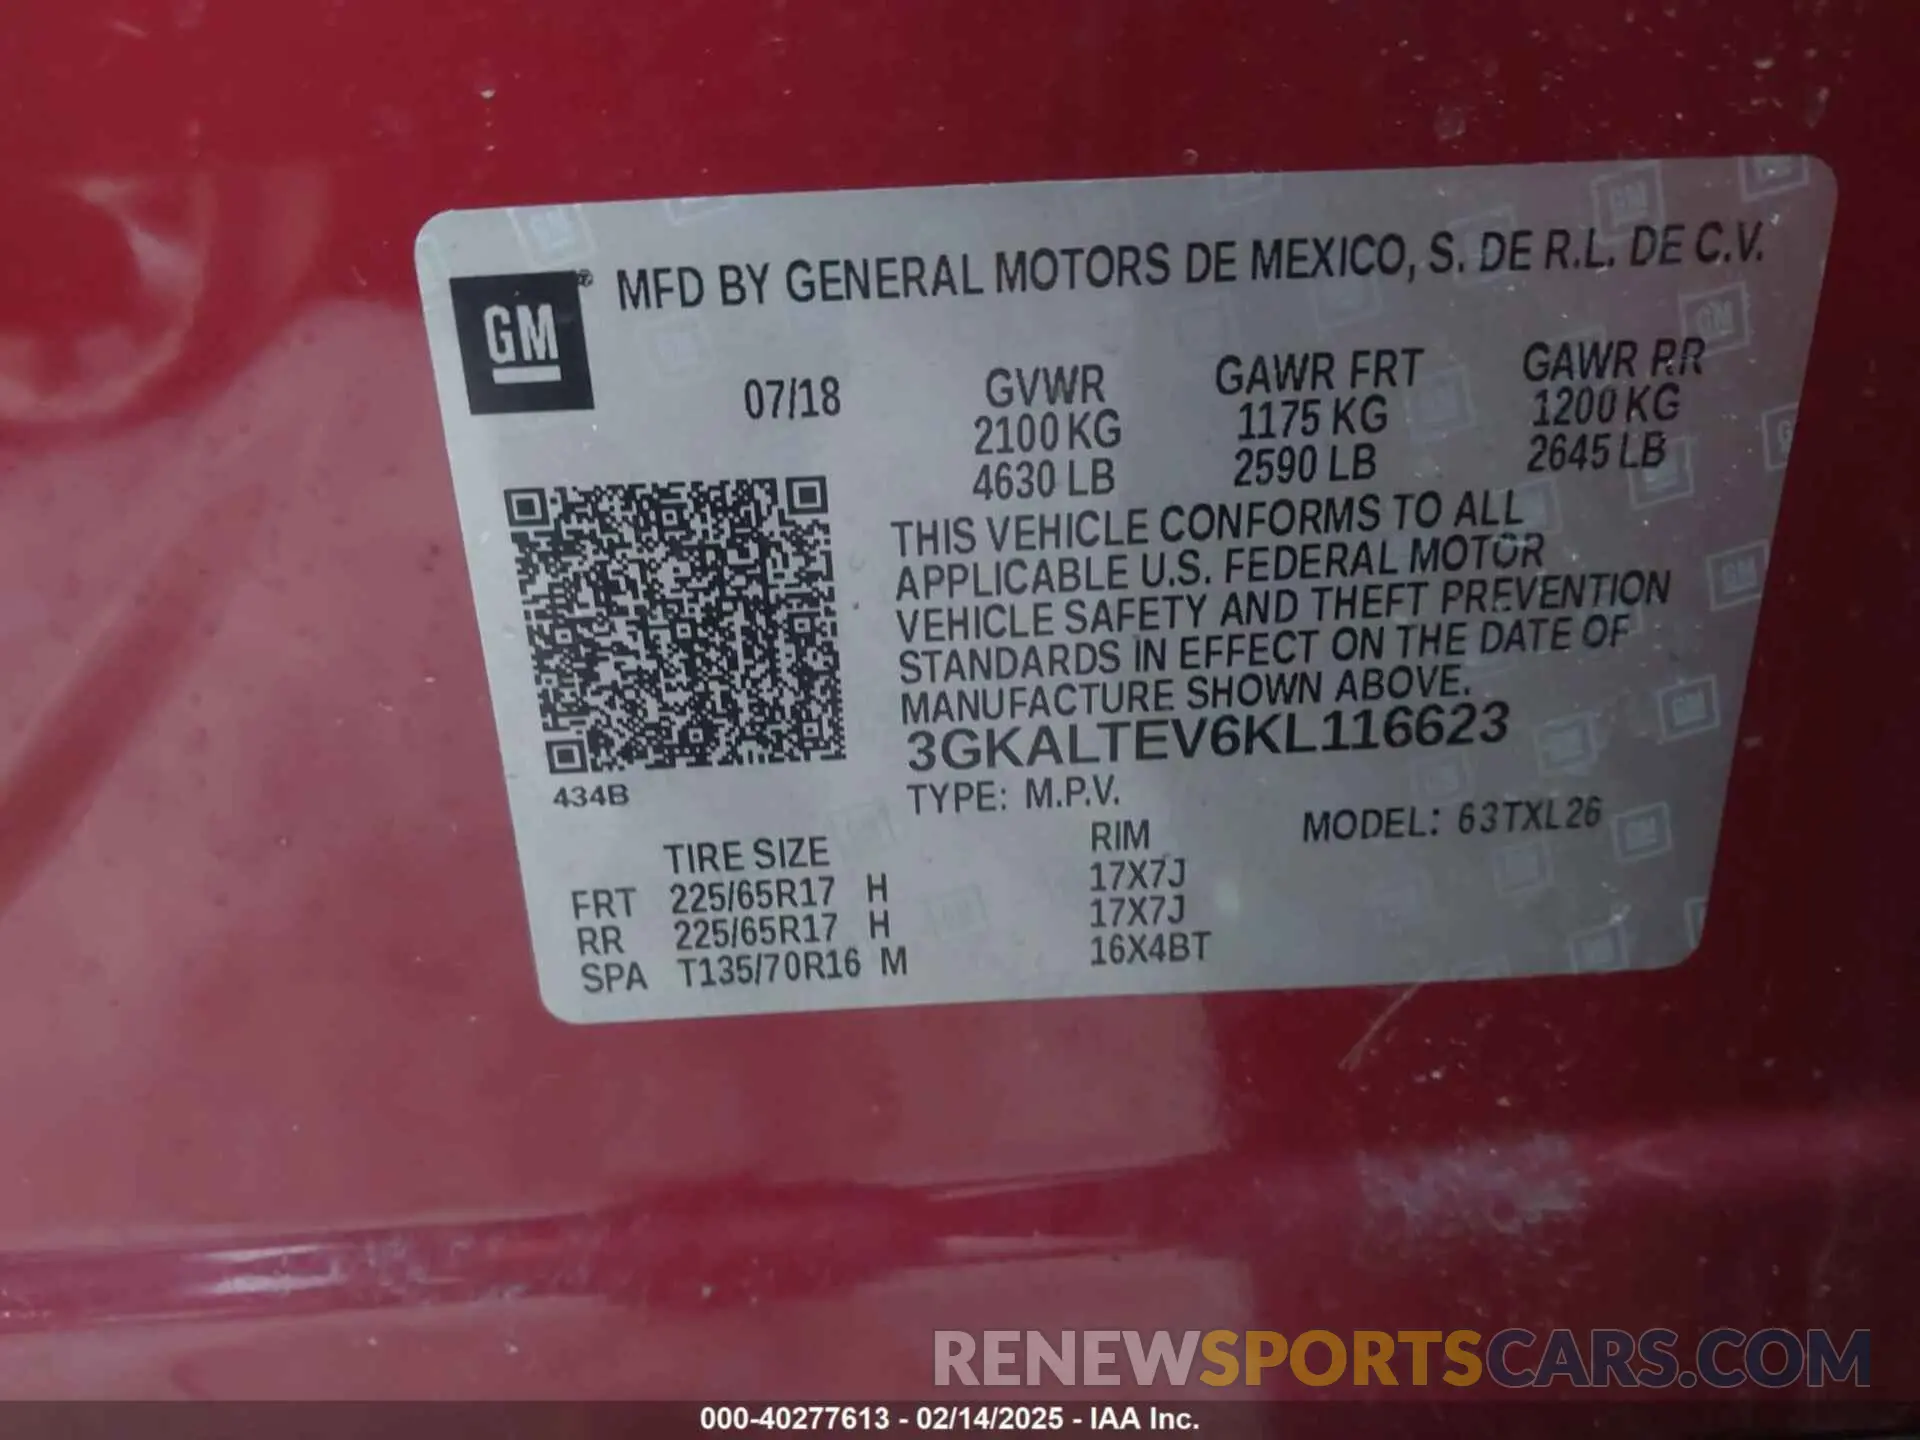 GM® MFD BY GENERAL MOTORS DE MEXICO, S. DE R.L. DE C.V.
07/18 GVWR GAWR FRT GAWR RR
2100 KG 1175 KG 1200 KG
4630 LB 2590 LB 2645 LB
THIS VEHICLE CONFORMS TO ALL
APPLICABLE U.S. FEDERAL MOTOR
VEHICLE SAFETY AND THEFT PREVENTION
STANDARDS IN EFFECT ON THE DATE OF
MANUFACTURE SHOWN ABOVE.
3GKALTEV6KL116623
434B TYPE: M.P.V. MODEL: 63TXL26
TIRE SIZE RIM
FRT 225/65R17 H 17X7J
RR 225/65R17 H 17X7J
SPA T135/70R16 M 16X4BT
RENEWSPORTSCARS.COM
000-40277613 - 02/14/2025 - IAA Inc.